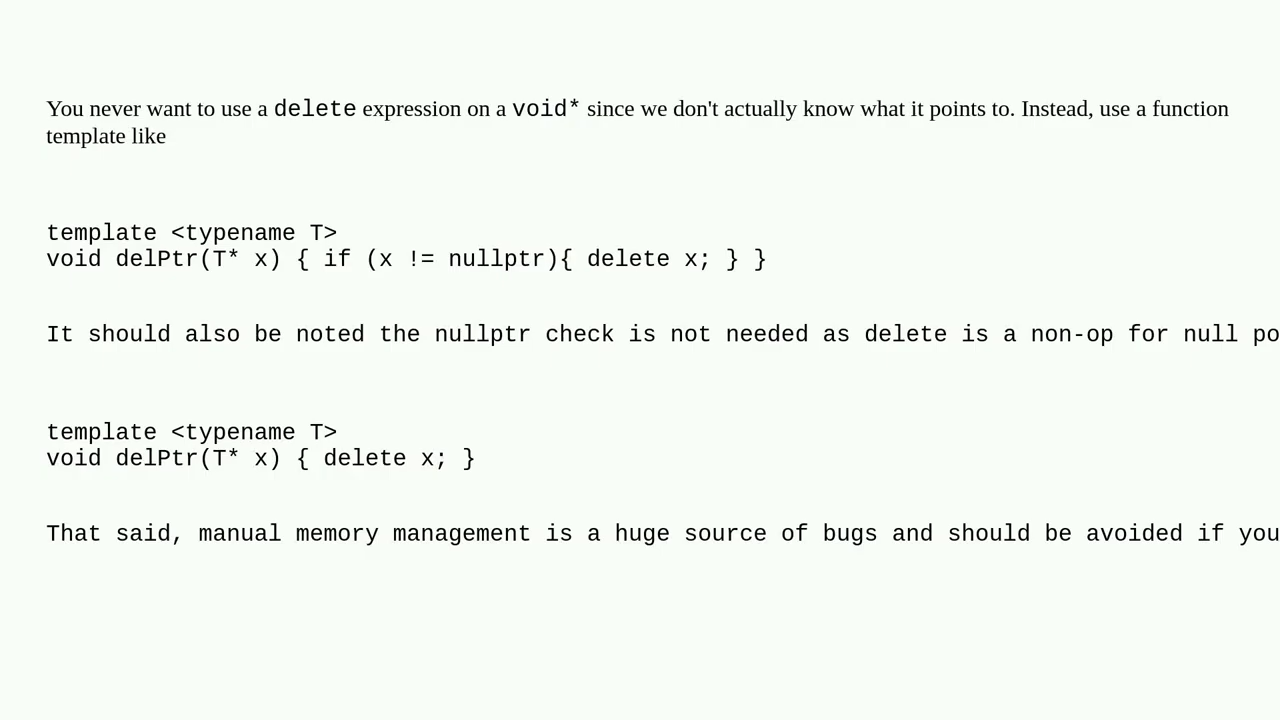 You never want to use a delete expression on a void* since we don't actually know what it points to. Instead, use a function
template like
template <typename T>
void delPtr(T* x) { if (x != nullptr){ delete x; } }
It should also be noted the nullptr check is not needed as delete is a non-op for null po
template <typename T>
void delPtr(T* x) { delete x; }
That said, manual memory management is a huge source of bugs and should be avoided if you